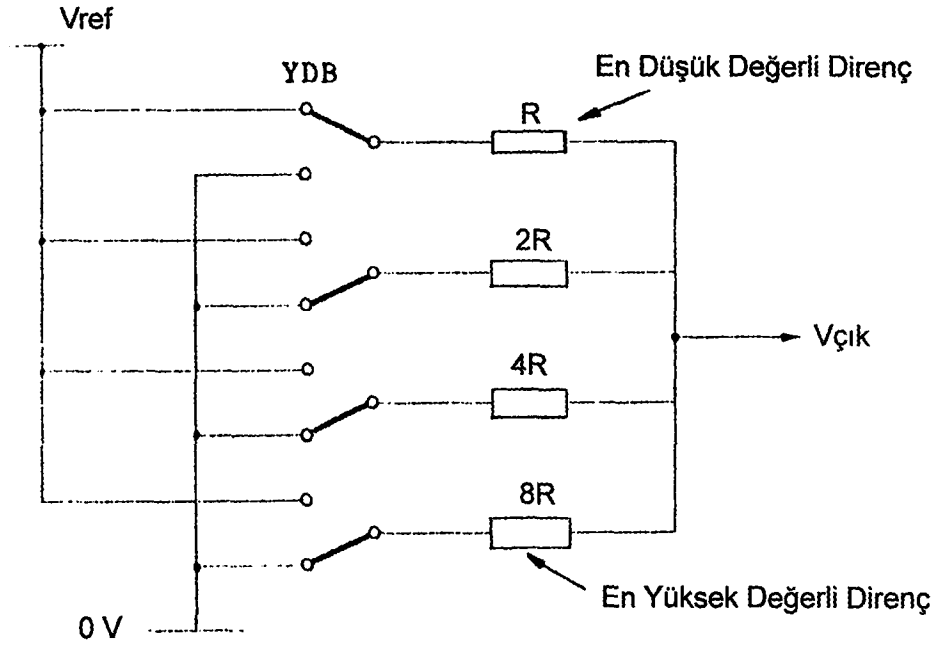 Vref
YDB
En Düşük Değerli Direnç
R
2R
Vçık
4R
8R
En Yüksek Değerli Direnç
0 V